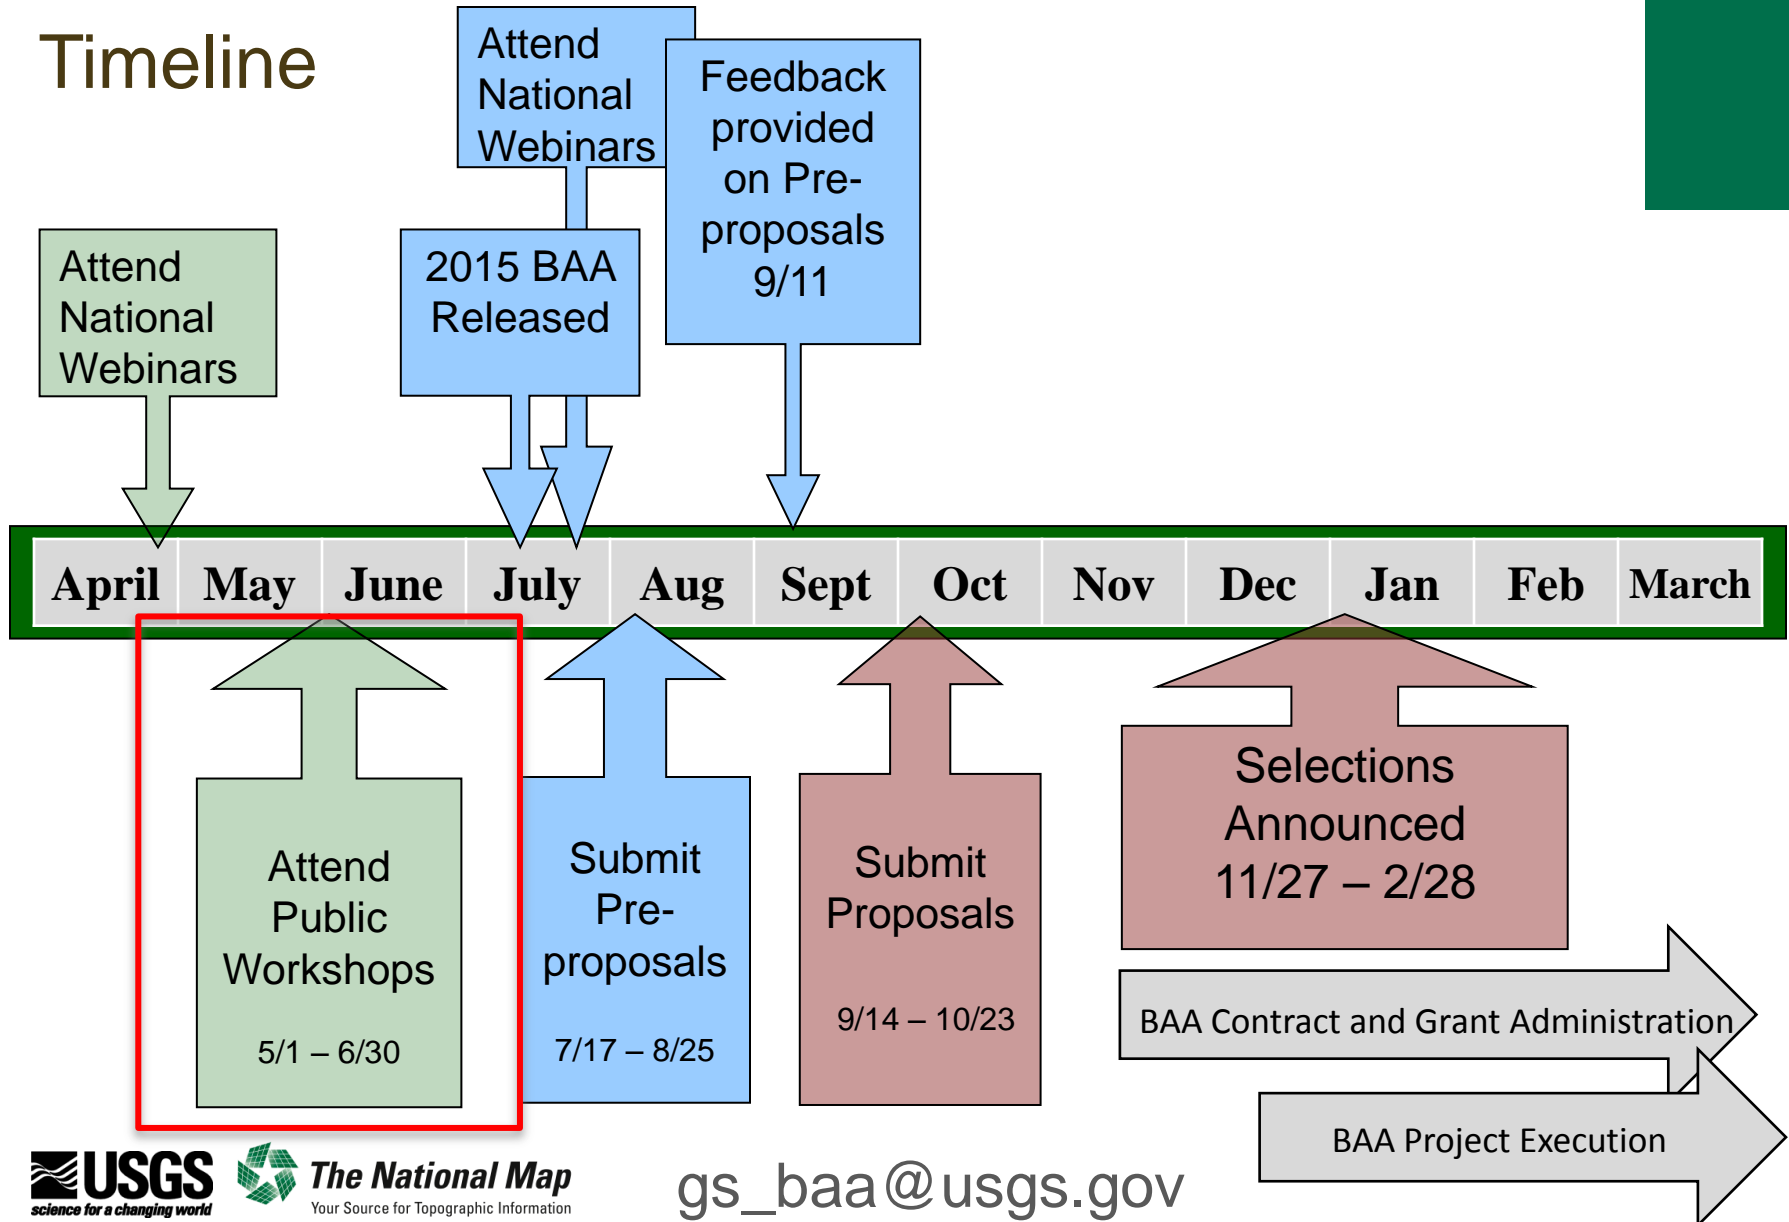 Timeline
Attend
National
Webinars
Feedback
provided
on Pre-
proposals
9/11
Attend
National
Webinars
2015 BAA
Released
April May June July Aug Sept Oct Nov Dec Jan Feb March
Attend
Public
Workshops
5/1 – 6/30
Submit
Pre-
proposals
7/17 – 8/25
Submit
Proposals
9/14 – 10/23
Selections
Announced
11/27 – 2/28
BAA Contract and Grant Administration
BAA Project Execution
USGS
science for a changing world
The National Map
Your Source for Topographic Information
gs_baa@usgs.gov